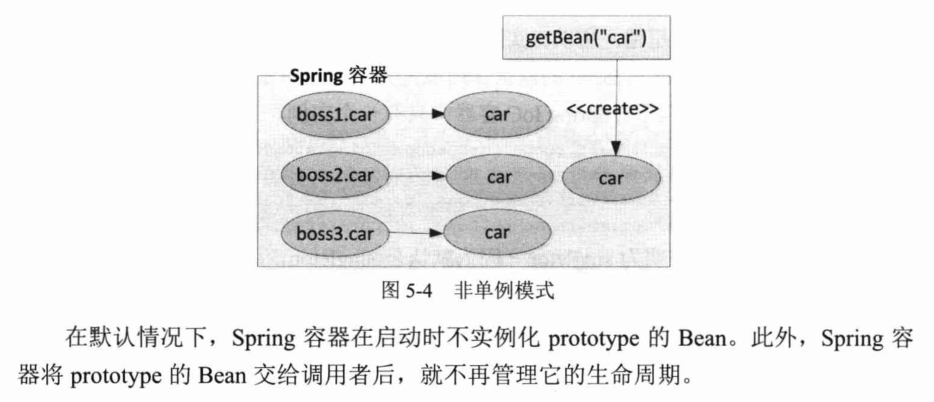 getBean("car")
Spring 容器
<<create>>
boss1.car
car
boss2.car
car
car
boss3.car
car
图 5-4 非单例模式
在默认情况下，Spring 容器在启动时不实例化 prototype 的 Bean。此外，Spring 容
器将 prototype 的 Bean 交给调用者后，就不再管理它的生命周期。